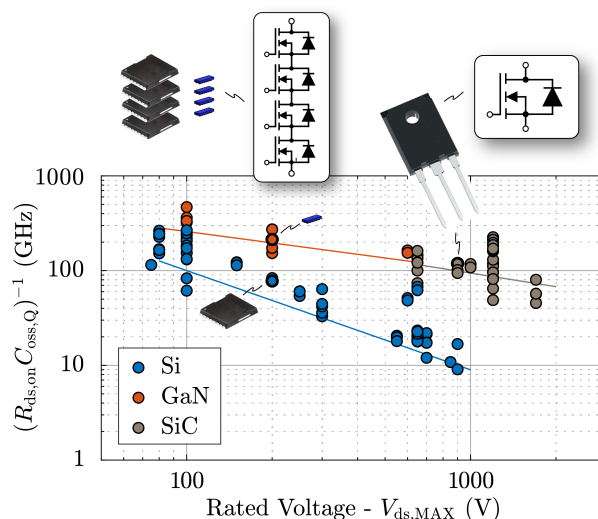 1000
100
10
1
(R_ds,on C_oss,Q)^−1 (GHz)
Si
GaN
SiC
100
1000
Rated Voltage - V_ds,MAX (V)